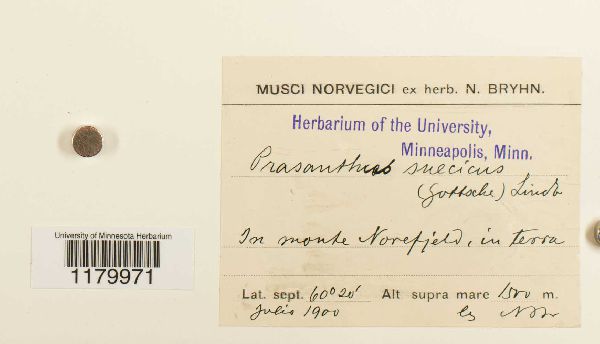 MUSCI NORVEGICI ex herb. N. BRYHN.
Herbarium of the University,
Minneapolis, Minn.
Prasanthus suecicus
(Gottsche) Lindb
In monte Norefjeld, in terra
Lat. sept. 60° 20' Alt supra mare 1500 m.
Julio 1900
University of Minnesota Herbarium
1179971